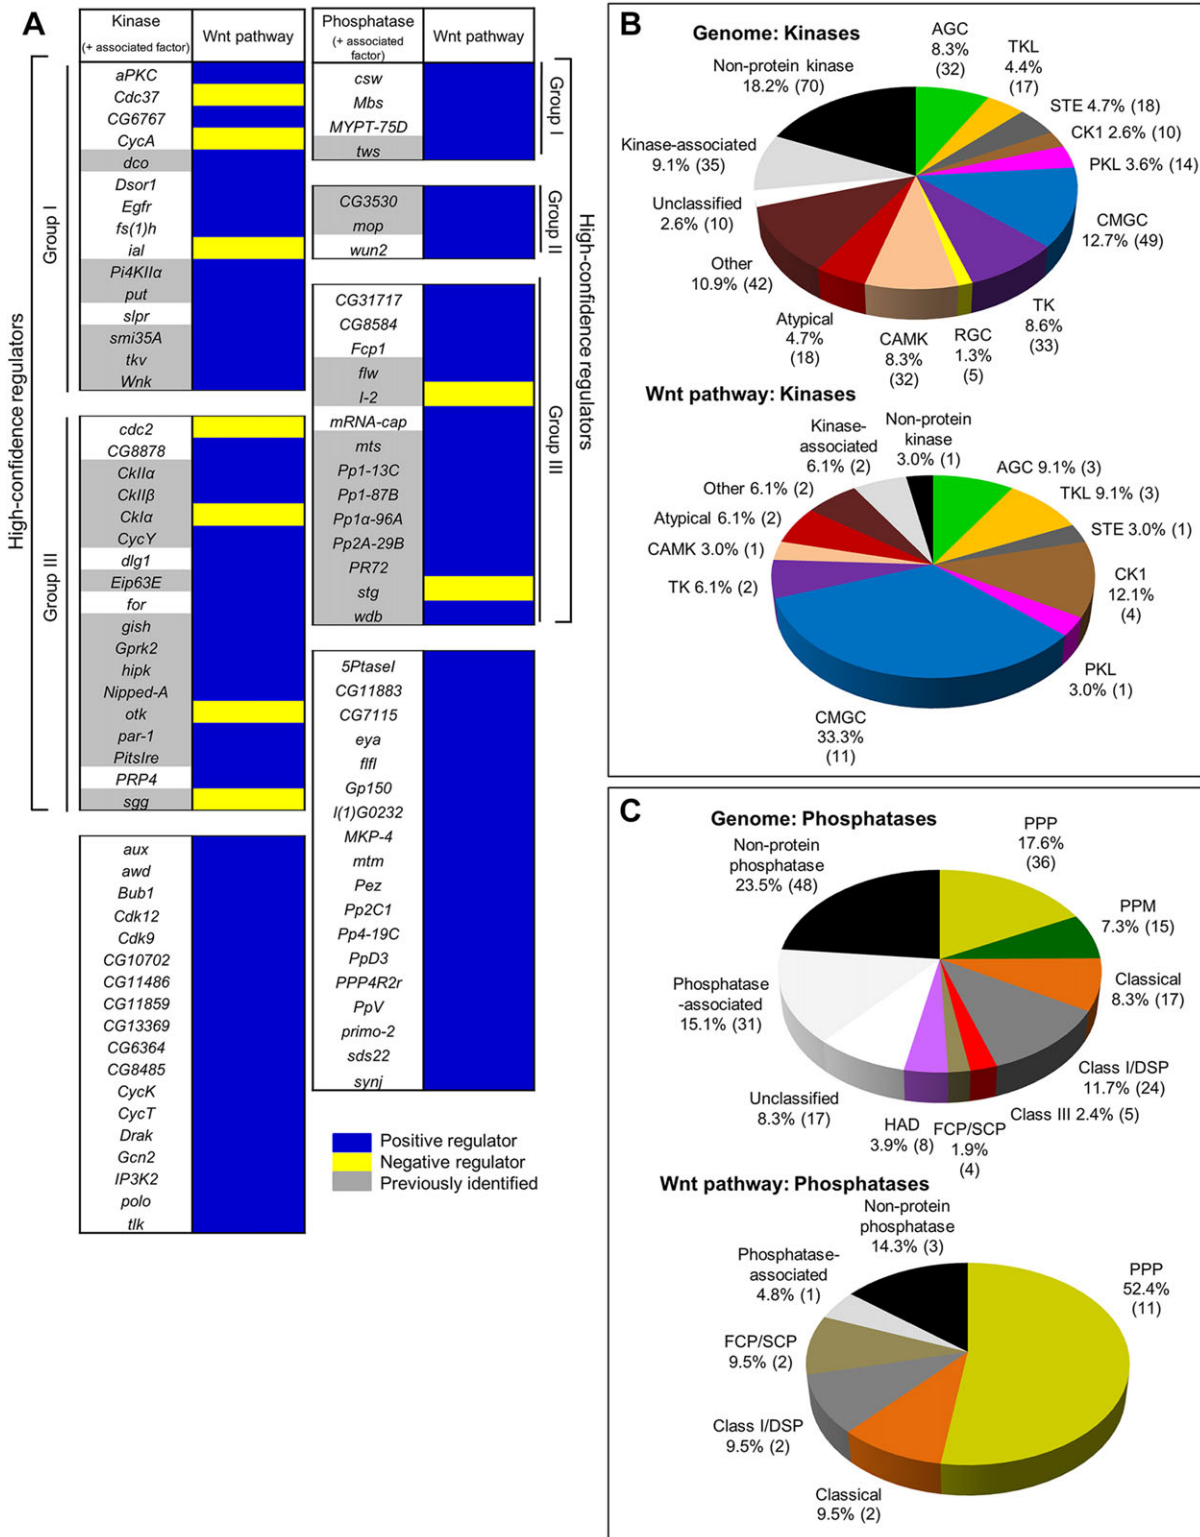 A
Kinase
(+ associated factor)
Wnt pathway
High-confidence regulators
Group I
aPKC
Cdc37
CG6767
CycA
dco
Dsor1
Egfr
fs(1)h
ial
Pi4KIIα
put
slpr
smi35A
tkv
Wnk
Group III
cdc2
CG8878
CkIIα
CkIIβ
CkIα
CycY
dlg1
Eip63E
for
gish
Gprk2
hipk
Nipped-A
otk
par-1
Pitslre
PRP4
sgg
aux
awd
Bub1
Cdk12
Cdk9
CG10702
CG11486
CG11859
CG13369
CG6364
CG8485
CycK
CycT
Drak
Gcn2
IP3K2
polo
tlk
Phosphatase
(+ associated
factor)
Wnt pathway
csw
Mbs
MYPT-75D
tws
Group I
CG3530
mop
wun2
Group II
CG31717
CG8584
Fcp1
flw
I-2
mRNA-cap
mts
Pp1-13C
Pp1-87B
Pp1α-96A
Pp2A-29B
PR72
stg
wdb
Group III
High-confidence regulators
5PtaseI
CG11883
CG7115
eya
flfl
Gp150
l(1)G0232
MKP-4
mtm
Pez
Pp2C1
Pp4-19C
PpD3
PPP4R2r
PpV
primo-2
sds22
synj
Positive regulator
Negative regulator
Previously identified
B
Genome: Kinases
AGC
8.3%
(32)
TKL
4.4%
(17)
STE 4.7% (18)
CK1 2.6% (10)
PKL 3.6% (14)
CMGC
12.7% (49)
TK
8.6%
(33)
RGC
1.3%
(5)
CAMK
8.3%
(32)
Atypical
4.7%
(18)
Other
10.9% (42)
Unclassified
2.6% (10)
Kinase-associated
9.1% (35)
Non-protein kinase
18.2% (70)
Wnt pathway: Kinases
AGC 9.1% (3)
TKL 9.1% (3)
STE 3.0% (1)
CK1
12.1%
(4)
PKL
3.0% (1)
CMGC
33.3%
(11)
TK 6.1% (2)
CAMK 3.0% (1)
Atypical 6.1% (2)
Other 6.1% (2)
Kinase-
associated
6.1% (2)
Non-protein
kinase
3.0% (1)
C
Genome: Phosphatases
PPP
17.6%
(36)
PPM
7.3% (15)
Classical
8.3% (17)
Class I/DSP
11.7% (24)
Class III 2.4% (5)
FCP/SCP
1.9%
(4)
HAD
3.9% (8)
Unclassified
8.3% (17)
Phosphatase
-associated
15.1% (31)
Non-protein
phosphatase
23.5% (48)
Wnt pathway: Phosphatases
PPP
52.4%
(11)
Classical
9.5% (2)
Class I/DSP
9.5% (2)
FCP/SCP
9.5% (2)
Phosphatase-
associated
4.8% (1)
Non-protein
phosphatase
14.3% (3)